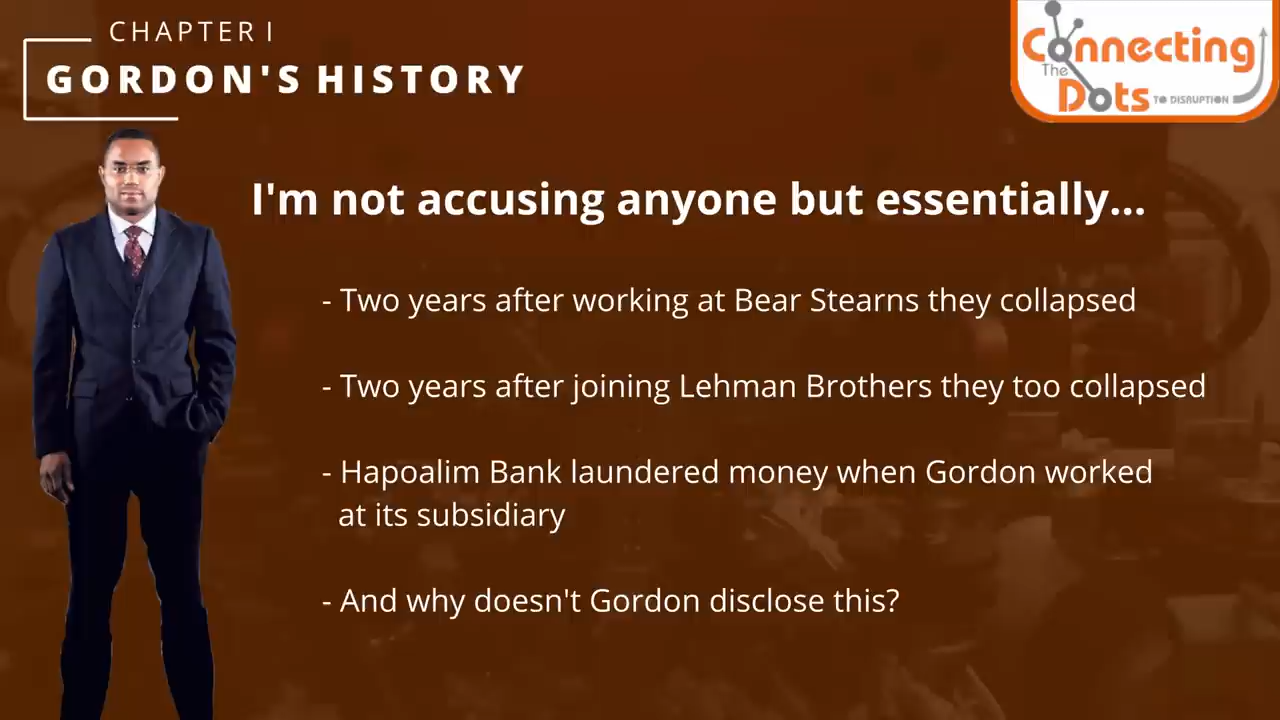 CHAPTER I
GORDON'S HISTORY
Connecting
The
Dots TO DISRUPTION
I'm not accusing anyone but essentially...
- Two years after working at Bear Stearns they collapsed
- Two years after joining Lehman Brothers they too collapsed
- Hapoalim Bank laundered money when Gordon worked
at its subsidiary
- And why doesn't Gordon disclose this?